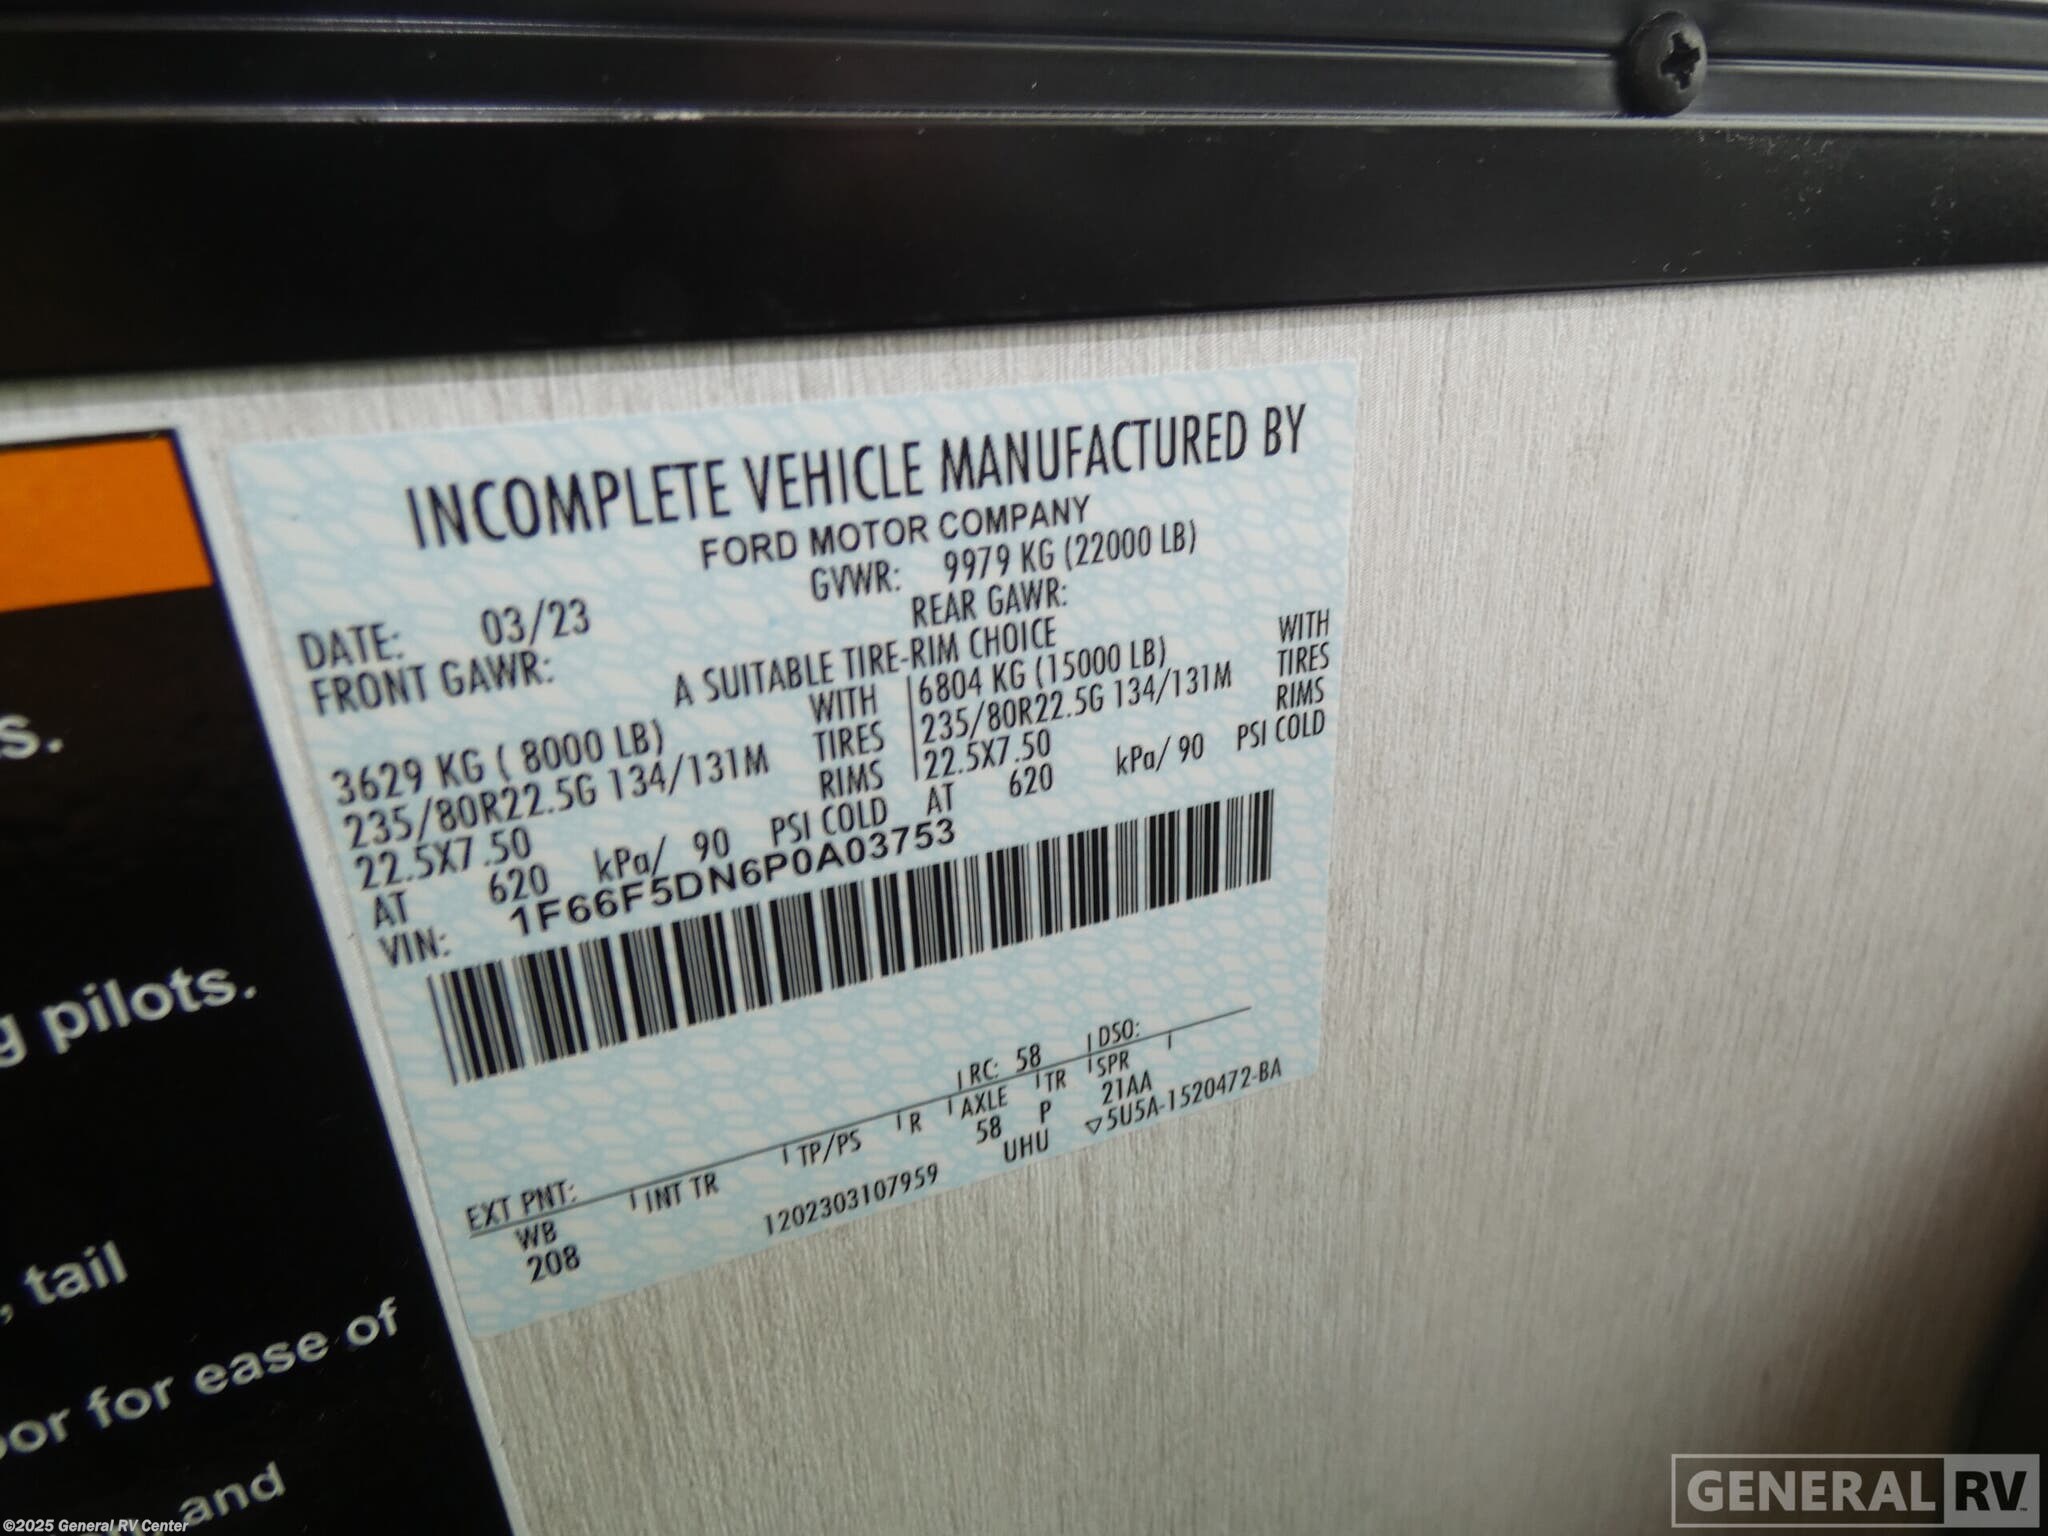 INCOMPLETE VEHICLE MANUFACTURED BY
FORD MOTOR COMPANY
DATE: 03/23 GVWR: 9979 KG (22000 LB)
FRONT GAWR: REAR GAWR:
A SUITABLE TIRE-RIM CHOICE
3629 KG ( 8000 LB) WITH 6804 KG (15000 LB) WITH
235/80R22.5G 134/131M TIRES 235/80R22.5G 134/131M TIRES
22.5X7.50 RIMS 22.5X7.50 RIMS
AT 620 kPa/ 90 PSI COLD AT 620 kPa/ 90 PSI COLD
VIN: 1F66F5DN6P0A03753
EXT PNT: RC: 58 DSO:
WB INT TR TP/PS R AXLE TR SPR
208 58 P 21AA
1202303107959 UHU ▽5U5A-1520472-BA
s.
g pilots.
, tail
oor for ease of
and
GENERAL RV
©2025 General RV Center